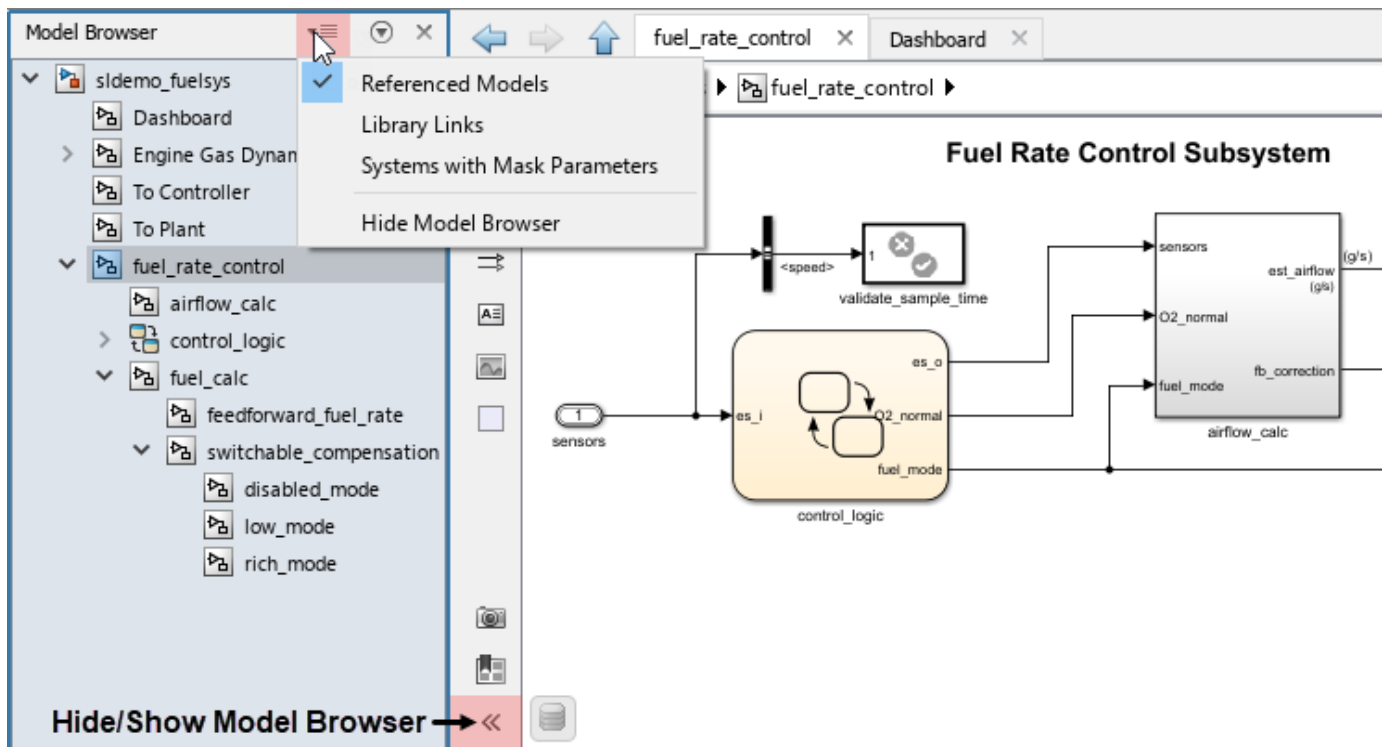 Model Browser
fuel_rate_control
Dashboard
Referenced Models
Library Links
Systems with Mask Parameters
Hide Model Browser
sldemo_fuelsys
Dashboard
Engine Gas Dynan
To Controller
To Plant
fuel_rate_control
airflow_calc
control_logic
fuel_calc
feedforward_fuel_rate
switchable_compensation
disabled_mode
low_mode
rich_mode
Hide/Show Model Browser
fuel_rate_control
Fuel Rate Control Subsystem
<speed>
1
validate_sample_time
sensors
O2_normal
fuel_mode
est_airflow
(g/s)
fb_correction
(g/s)
airflow_calc
1
sensors
es_i
es_o
O2_normal
fuel_mode
control_logic